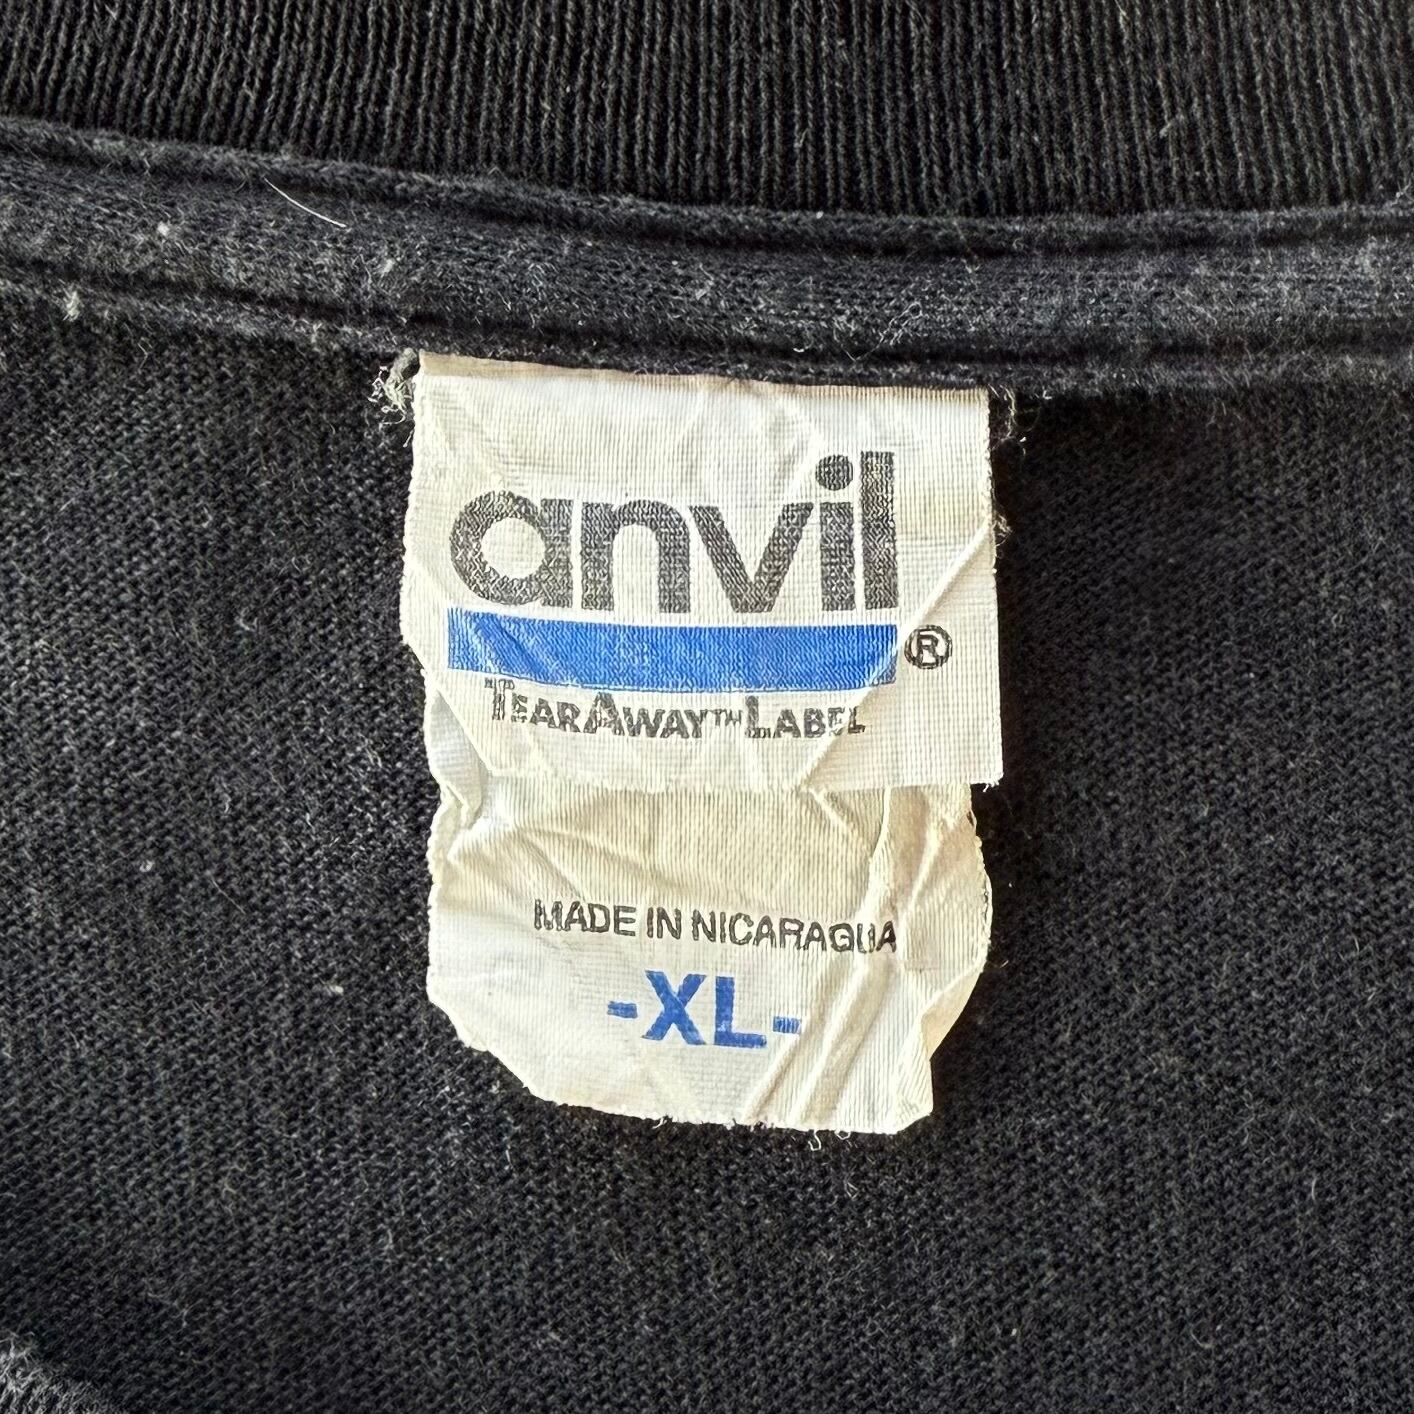 anvil
®
TEARAWAY™ LABEL
MADE IN NICARAGUA
-XL-